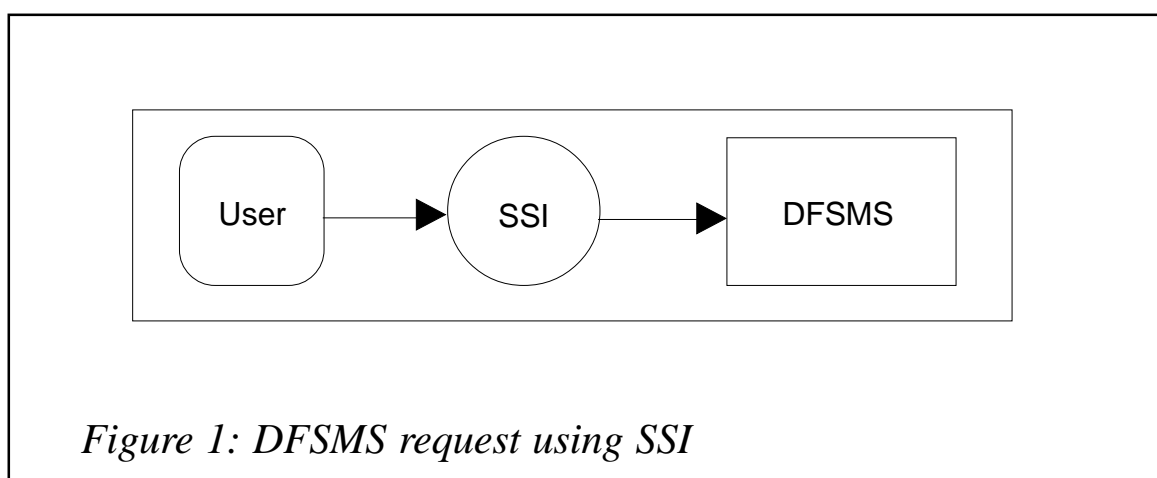 User
SSI
DFSMS
Figure 1: DFSMS request using SSI